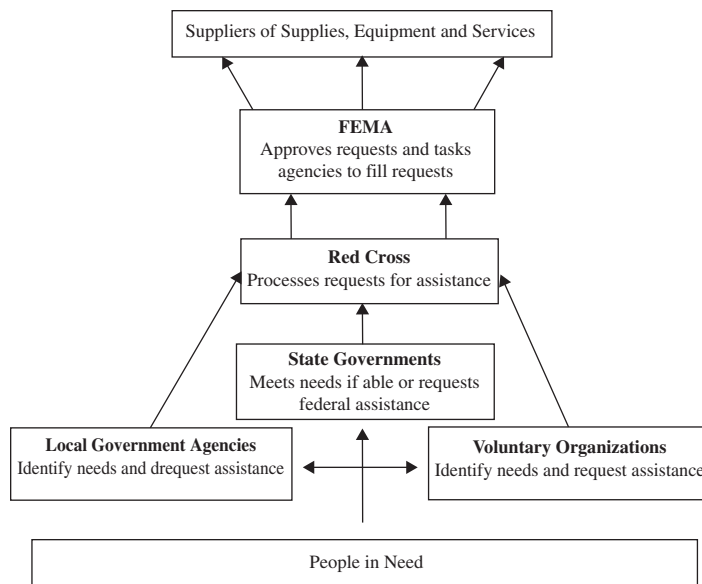 Suppliers of Supplies, Equipment and Services
FEMA
Approves requests and tasks
agencies to fill requests
Red Cross
Processes requests for assistance
State Governments
Meets needs if able or requests
federal assistance
Local Government Agencies
Identify needs and drequest assistance
Voluntary Organizations
Identify needs and request assistance
People in Need